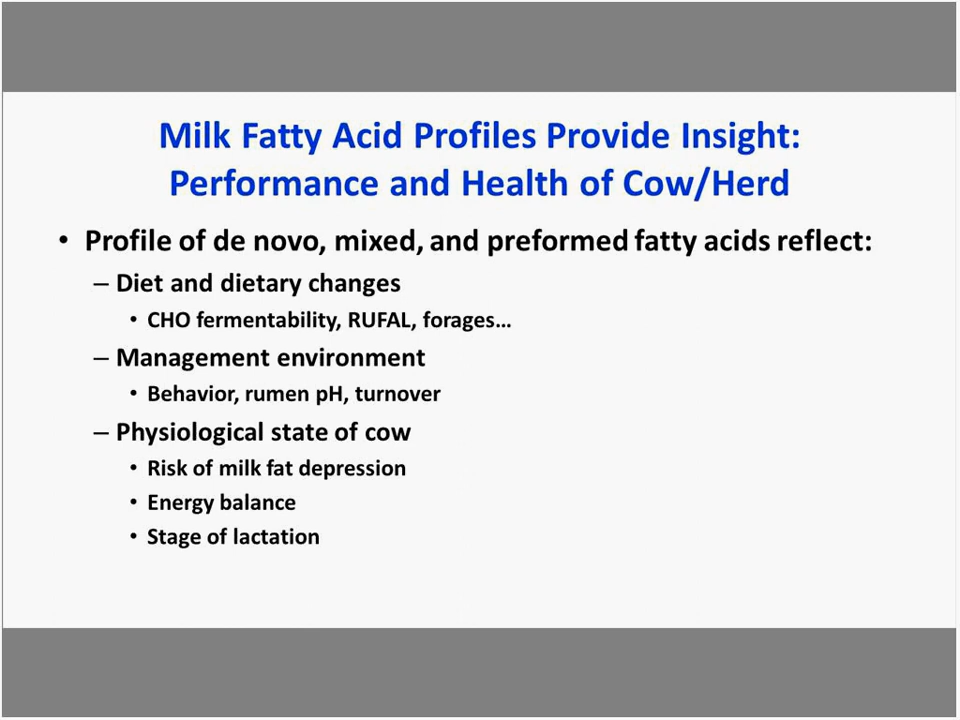 Milk Fatty Acid Profiles Provide Insight:
Performance and Health of Cow/Herd
• Profile of de novo, mixed, and preformed fatty acids reflect:
– Diet and dietary changes
• CHO fermentability, RUFAL, forages…
– Management environment
• Behavior, rumen pH, turnover
– Physiological state of cow
• Risk of milk fat depression
• Energy balance
• Stage of lactation